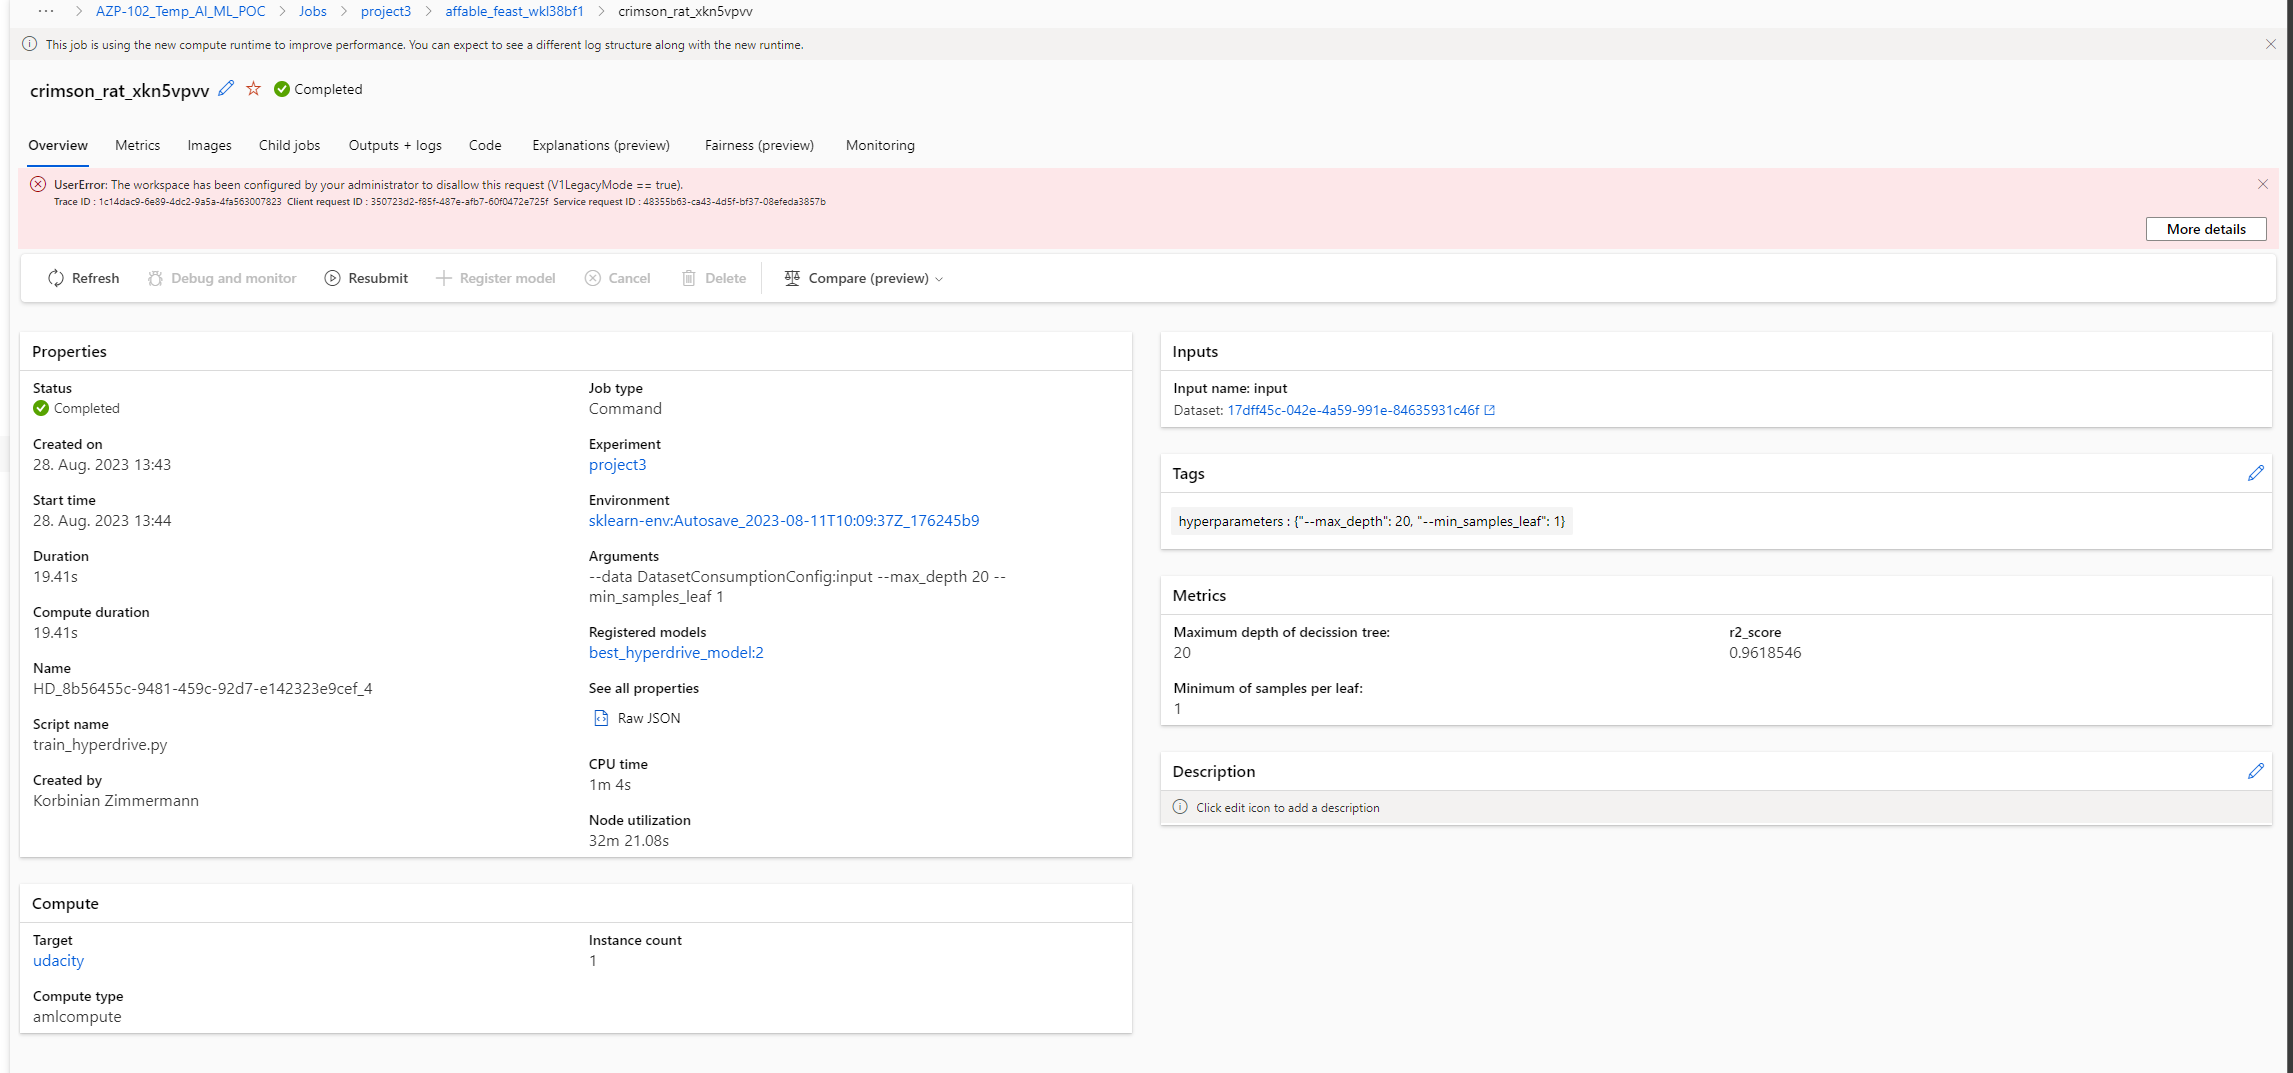 ··· > AZP-102_Temp_AI_ML_POC > Jobs > project3 > affable_feast_wkl38bf1 > crimson_rat_xkn5vpvv
This job is using the new compute runtime to improve performance. You can expect to see a different log structure along with the new runtime.
crimson_rat_xkn5vpvv Completed
Overview Metrics Images Child jobs Outputs + logs Code Explanations (preview) Fairness (preview) Monitoring
UserError: The workspace has been configured by your administrator to disallow this request (V1LegacyMode == true).
Trace ID : 1c14dac9-6e89-4dc2-9a5a-4fa563007823 Client request ID : 350723d2-f85f-487e-afb7-60f0472e725f Service request ID : 48355b63-ca43-4d5f-bf37-08efeda3857b
More details
Refresh Debug and monitor Resubmit Register model Cancel Delete Compare (preview)
Properties
Status
Completed
Created on
28. Aug. 2023 13:43
Start time
28. Aug. 2023 13:44
Duration
19.41s
Compute duration
19.41s
Name
HD_8b56455c-9481-459c-92d7-e142323e9cef_4
Script name
train_hyperdrive.py
Created by
Korbinian Zimmermann
Job type
Command
Experiment
project3
Environment
sklearn-env:Autosave_2023-08-11T10:09:37Z_176245b9
Arguments
--data DatasetConsumptionConfig:input --max_depth 20 --
min_samples_leaf 1
Registered models
best_hyperdrive_model:2
See all properties
Raw JSON
CPU time
1m 4s
Node utilization
32m 21.08s
Compute
Target
udacity
Compute type
amlcompute
Instance count
1
Inputs
Input name: input
Dataset: 17dff45c-042e-4a59-991e-84635931c46f
Tags
hyperparameters : {"--max_depth": 20, "--min_samples_leaf": 1}
Metrics
Maximum depth of decission tree:
20
r2_score
0.9618546
Minimum of samples per leaf:
1
Description
Click edit icon to add a description